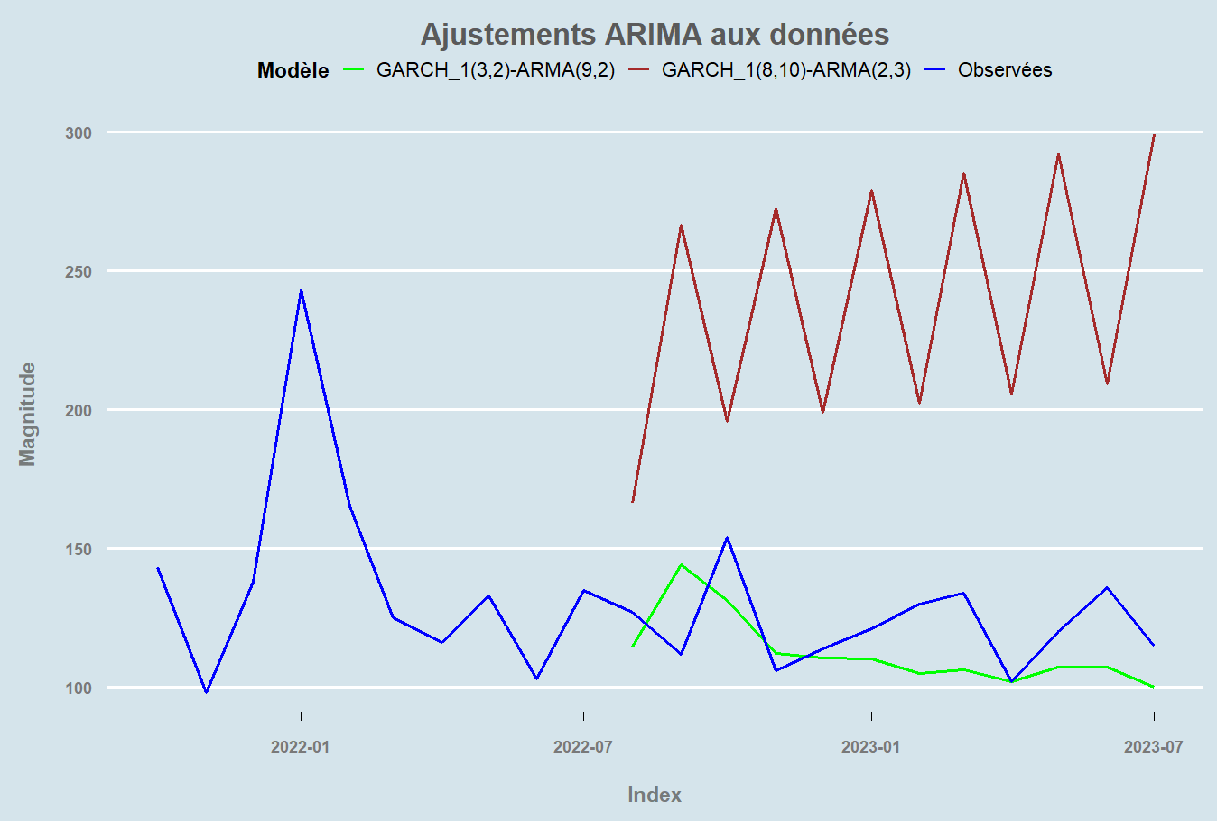 Ajustements ARIMA aux données
Modèle GARCH_1(3,2)-ARMA(9,2) GARCH_1(8,10)-ARMA(2,3) Observées
300
250
200
150
100
Magnitude
2022-01 2022-07 2023-01 2023-07
Index